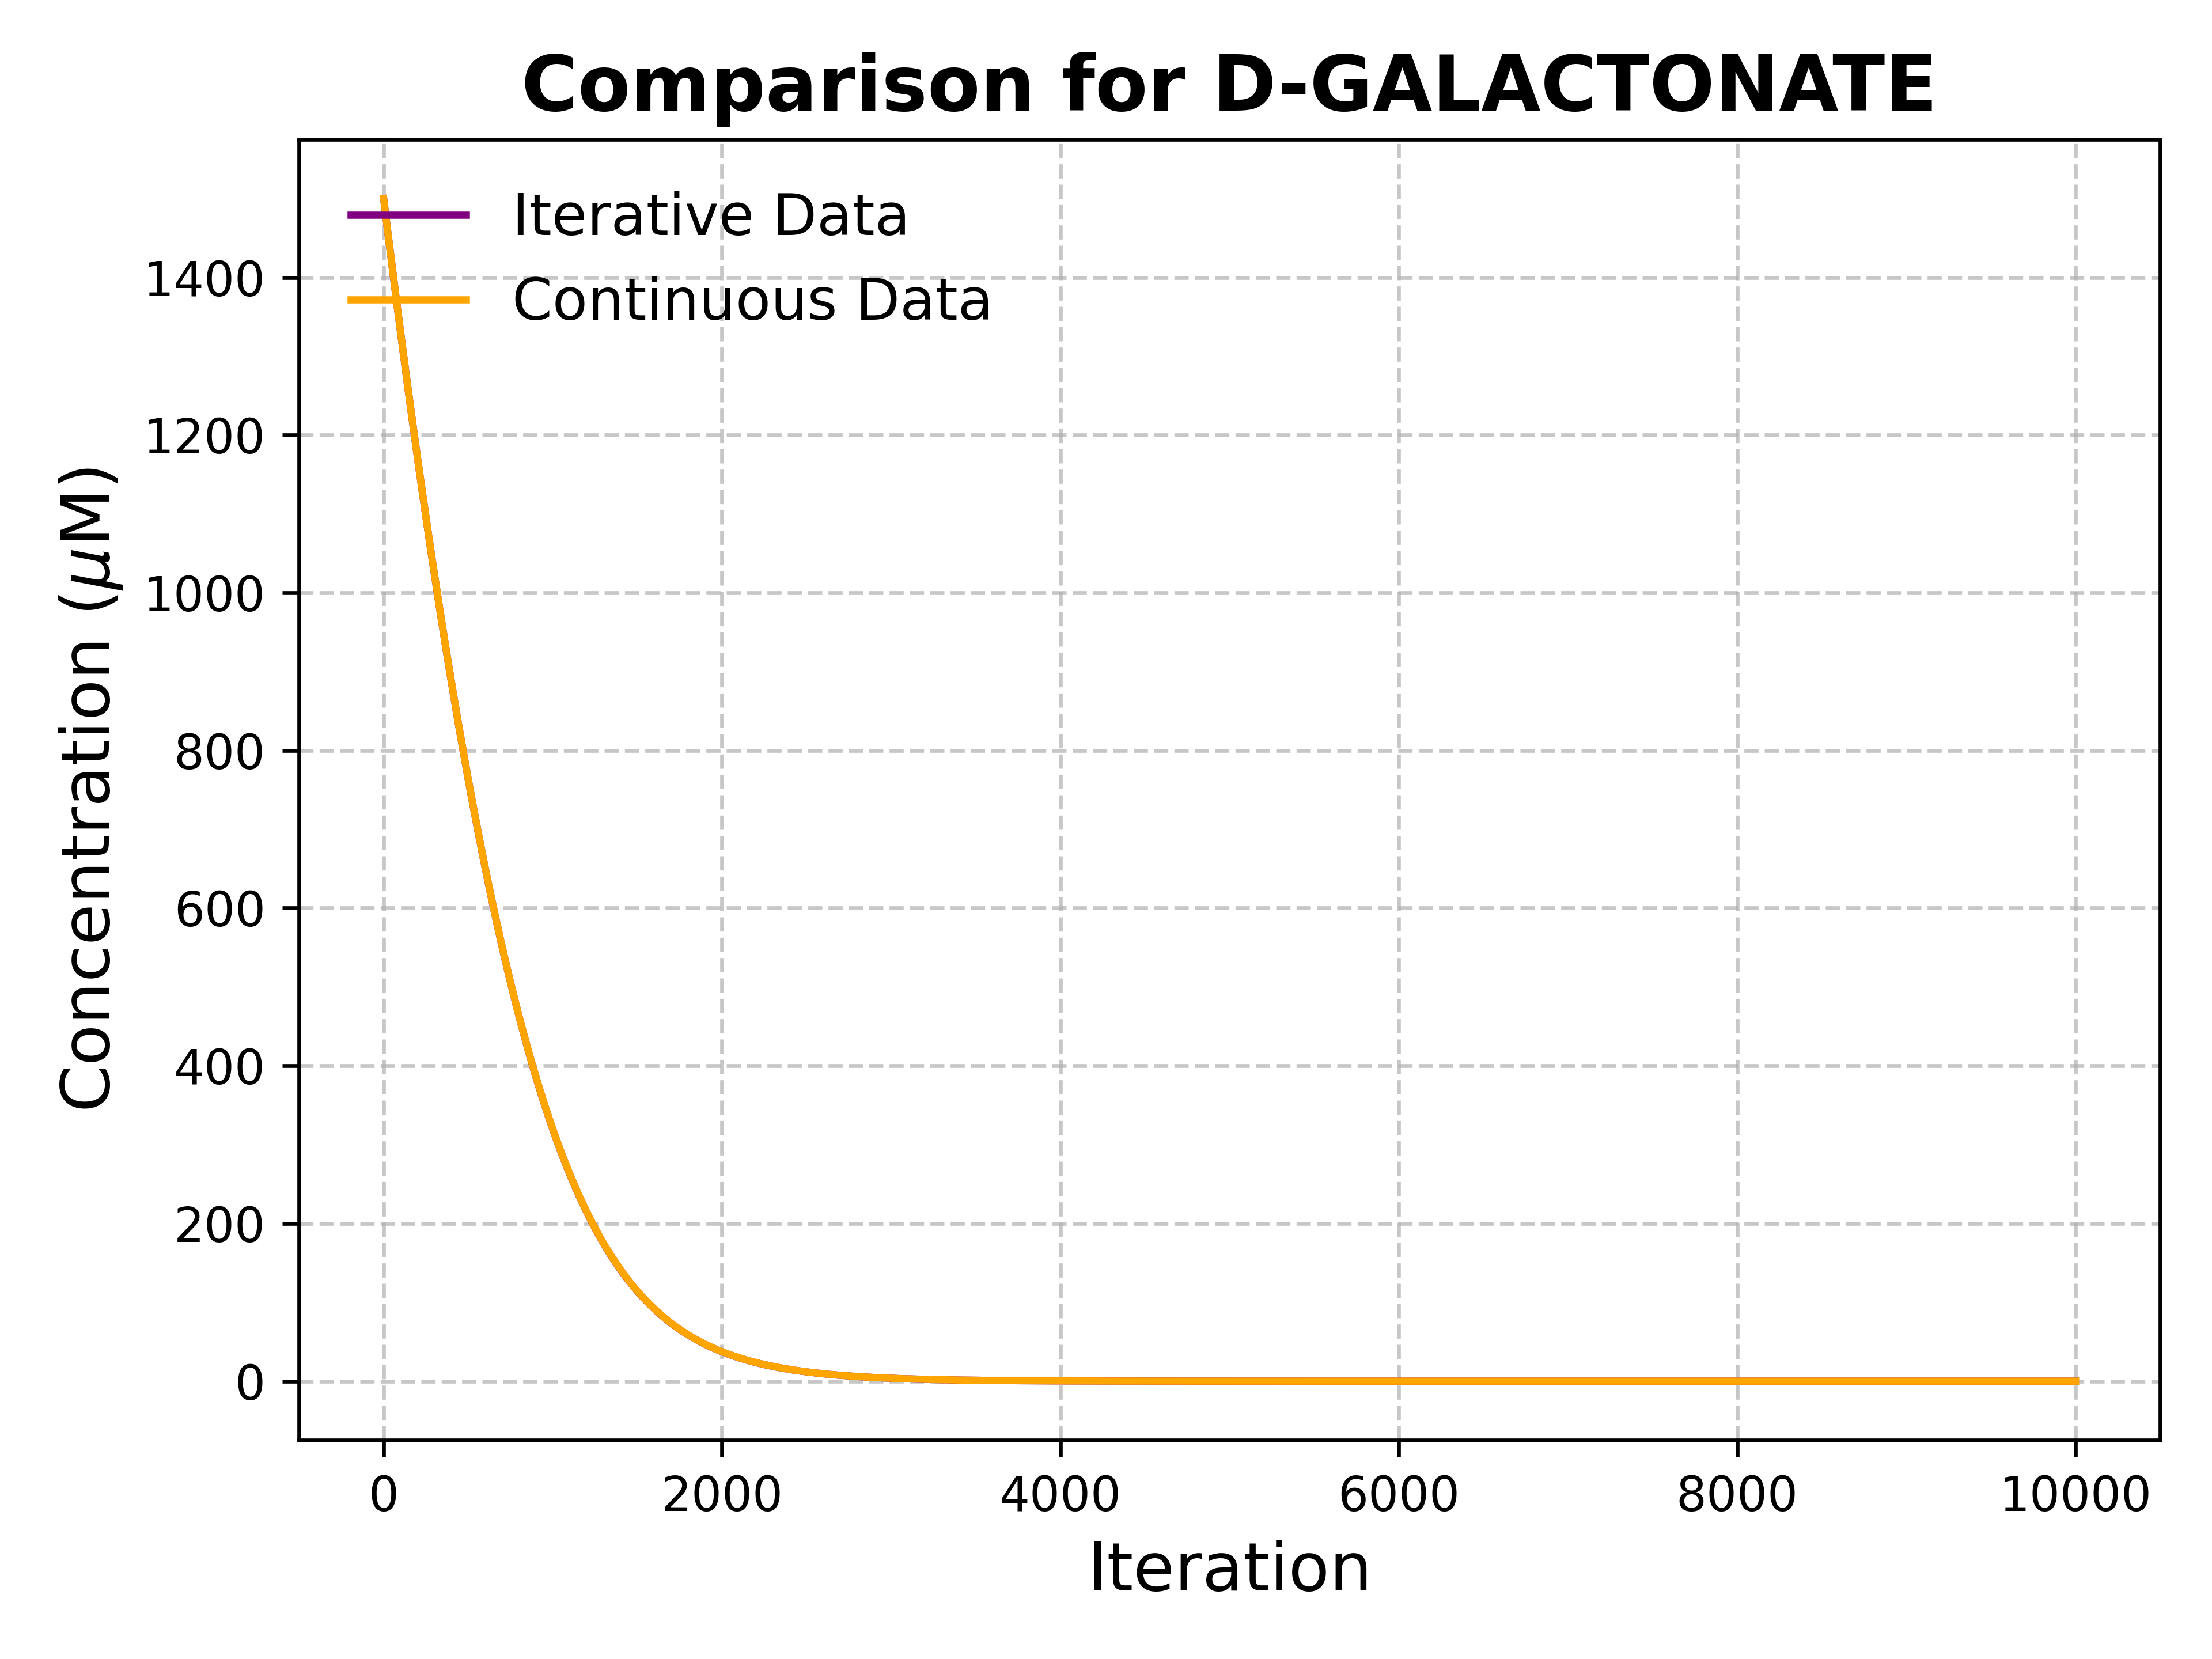 Comparison for D-GALACTONATE
Iterative Data
Continuous Data
Concentration (μM)
1400
1200
1000
800
600
400
200
0
0 2000 4000 6000 8000 10000
Iteration